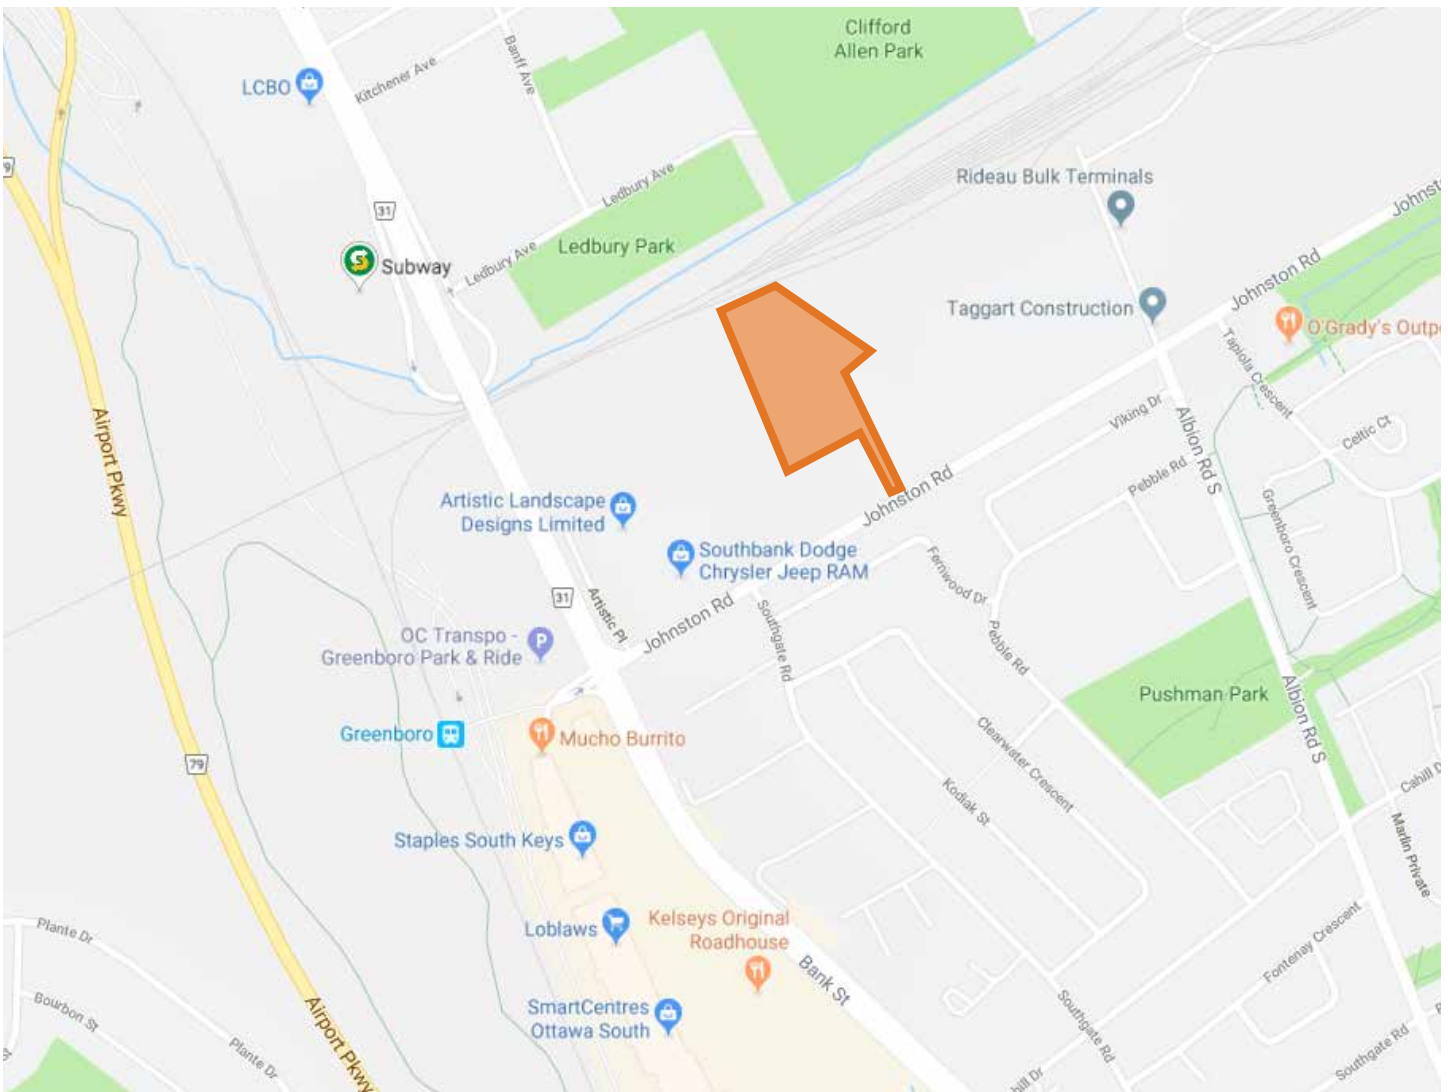 Clifford
Allen Park
Banff Ave
LCBO
Kitchener Ave
Ledbury Ave
Rideau Bulk Terminals
31
Johnston Rd
Ledbury Ave
Ledbury Park
Subway
Taggart Construction
O'Grady's Outpo
Tapiola Crescent
Viking Dr
Albion Rd S
Celtic Ct
Airport Pkwy
Pebble Rd
Johnston Rd
Greenboro Crescent
Artistic Landscape
Designs Limited
Southbank Dodge
Chrysler Jeep RAM
Fernwood Dr
31
Artistic Pl
Johnston Rd
Southgate Rd
OC Transpo -
Greenboro Park & Ride
Pebble Rd
Pushman Park
Albion Rd S
Greenboro
Mucho Burrito
79
Clearwater Crescent
Kodiak St
Cahill D
Staples South Keys
Marlin Private
Loblaws
Kelseys Original
Roadhouse
Plante Dr
Bank St
Fontenay Crescent
Bourbon St
SmartCentres
Ottawa South
Southgate Rd
Airport Pkwy
Plante Dr
Southgate Rd